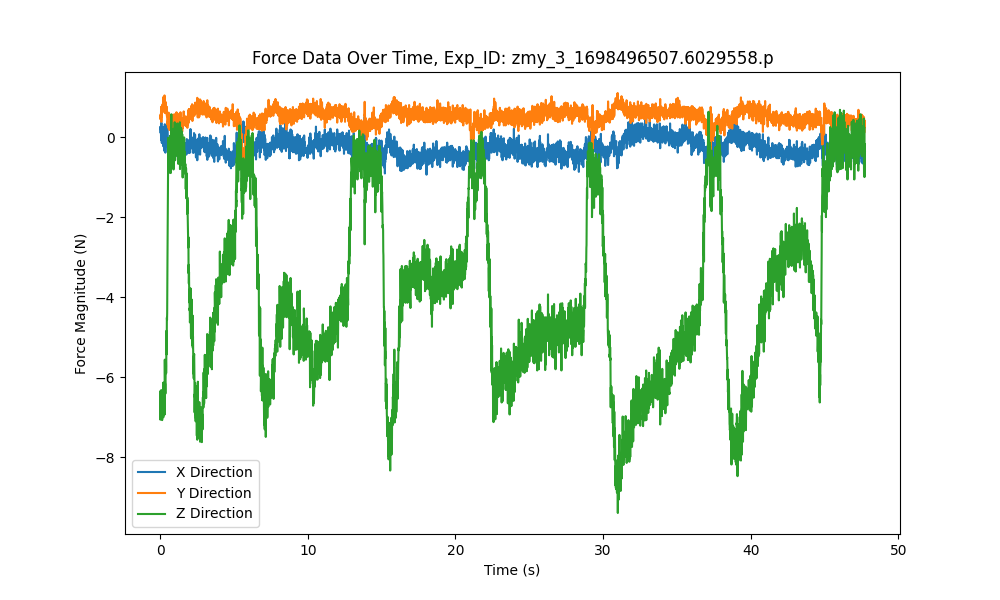 Force Data Over Time, Exp_ID: zmy_3_1698496507.6029558.p
Force Magnitude (N)
0
−2
−4
−6
−8
X Direction
Y Direction
Z Direction
0 10 20 30 40 50
Time (s)